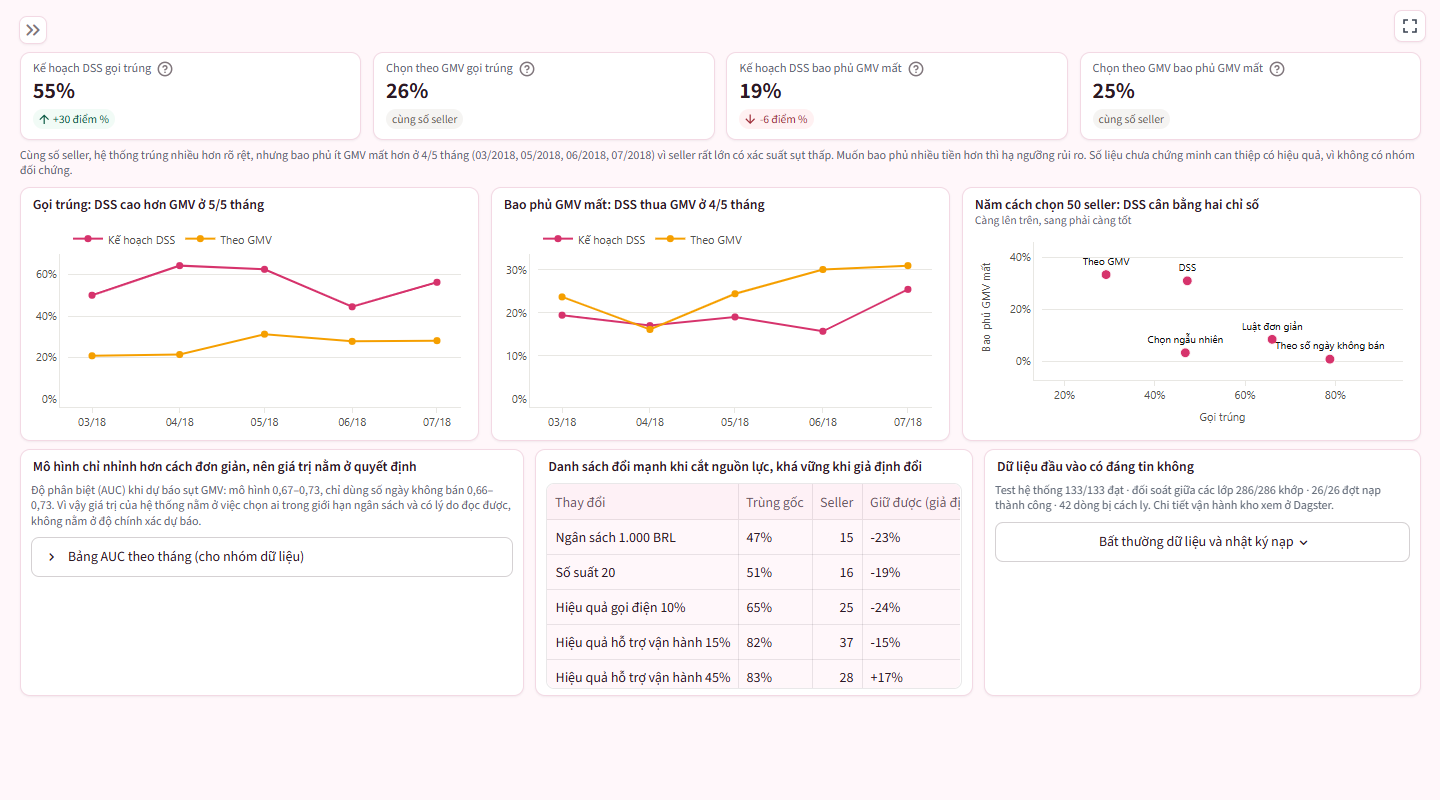 Kế hoạch DSS gọi trúng
55%
+30 điểm %
Chọn theo GMV gọi trúng
26%
cùng số seller
Kế hoạch DSS bao phủ GMV mất
19%
-6 điểm %
Chọn theo GMV bao phủ GMV mất
25%
cùng số seller
Cùng số seller, hệ thống trúng nhiều hơn rõ rệt, nhưng bao phủ ít GMV mất hơn ở 4/5 tháng (03/2018, 05/2018, 06/2018, 07/2018) vì seller rất lớn có xác suất sụt thấp. Muốn bao phủ nhiều tiền hơn thì hạ ngưỡng rủi ro. Số liệu chưa chứng minh can thiệp có hiệu quả, vì không có nhóm
đối chứng.
Gọi trúng: DSS cao hơn GMV ở 5/5 tháng
Kế hoạch DSS
Theo GMV
60%
40%
20%
0%
03/18
04/18
05/18
06/18
07/18
Bao phủ GMV mất: DSS thua GMV ở 4/5 tháng
Kế hoạch DSS
Theo GMV
30%
20%
10%
0%
03/18
04/18
05/18
06/18
07/18
Năm cách chọn 50 seller: DSS cân bằng hai chỉ số
Càng lên trên, sang phải càng tốt
Bao phủ GMV mất
40%
20%
0%
Theo GMV
DSS
Luật đơn giản
Chọn ngẫu nhiên
Theo số ngày không bán
20%
40%
60%
80%
Gọi trúng
Mô hình chỉ nhỉnh hơn cách đơn giản, nên giá trị nằm ở quyết định
Độ phân biệt (AUC) khi dự báo sụt GMV: mô hình 0,67–0,73, chỉ dùng số ngày không bán 0,66–
0,73. Vì vậy giá trị của hệ thống nằm ở việc chọn ai trong giới hạn ngân sách và có lý do đọc được,
không nằm ở độ chính xác dự báo.
Bảng AUC theo tháng (cho nhóm dữ liệu)
Danh sách đổi mạnh khi cắt nguồn lực, khá vững khi giả định đổi
Thay đổi
Trùng gốc
Seller
Giữ được (giả đị
Ngân sách 1.000 BRL
47%
15
-23%
Số suất 20
51%
16
-19%
Hiệu quả gọi điện 10%
65%
25
-24%
Hiệu quả hỗ trợ vận hành 15%
82%
37
-15%
Hiệu quả hỗ trợ vận hành 45%
83%
28
+17%
Dữ liệu đầu vào có đáng tin không
Test hệ thống 133/133 đạt · đối soát giữa các lớp 286/286 khớp · 26/26 đợt nạp
thành công · 42 dòng bị cách ly. Chi tiết vận hành kho xem ở Dagster.
Bất thường dữ liệu và nhật ký nạp